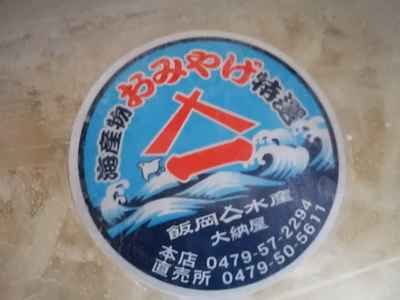 海産物おみやげ特選
飯岡人水産
大納屋
本店 0479-57-2294
直売所 0479-50-5611